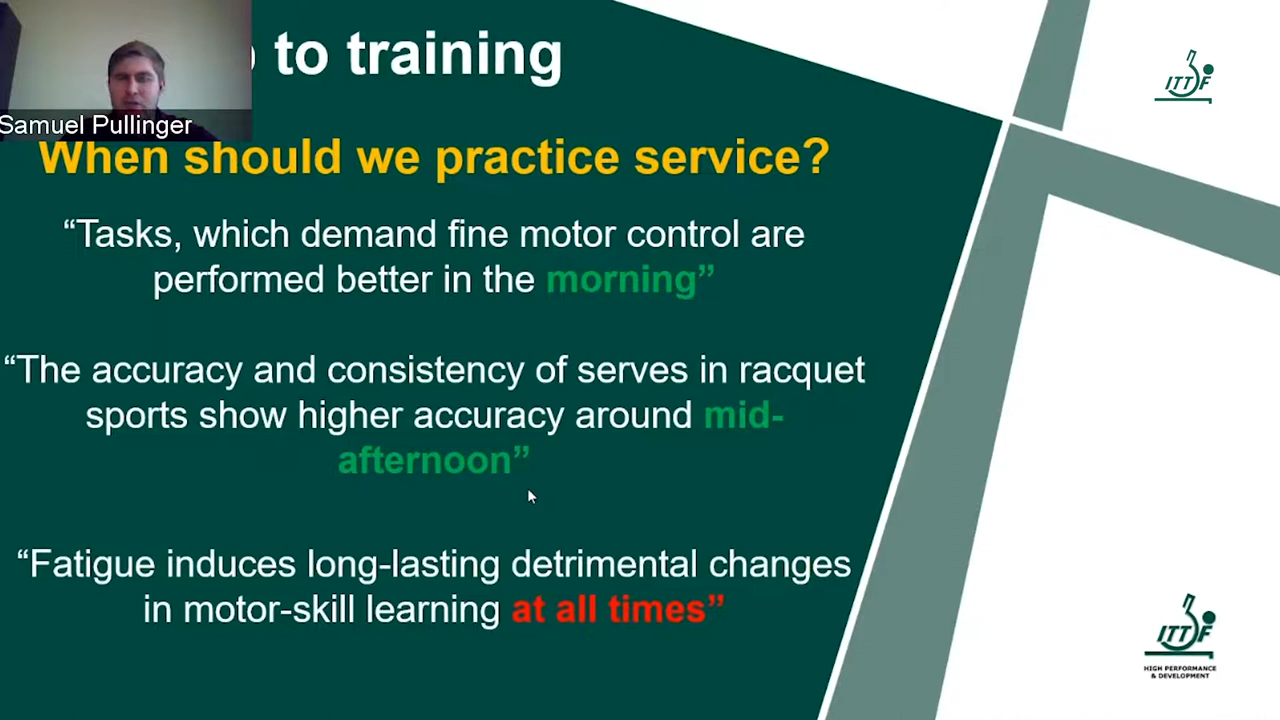 to training
Samuel Pullinger
When should we practice service?
“Tasks, which demand fine motor control are
performed better in the morning”
“The accuracy and consistency of serves in racquet
sports show higher accuracy around mid-
afternoon”
“Fatigue induces long-lasting detrimental changes
in motor-skill learning at all times”
ITTF
ITTF
HIGH PERFORMANCE
& DEVELOPMENT